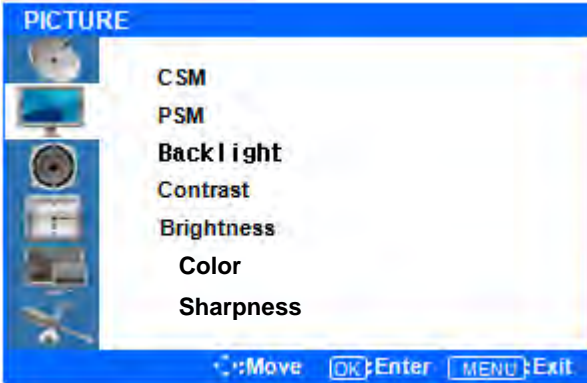 PICTURE
CSM
PSM
Backlight
Contrast
Brightness
Color
Sharpness
:Move OK:Enter MENU:Exit